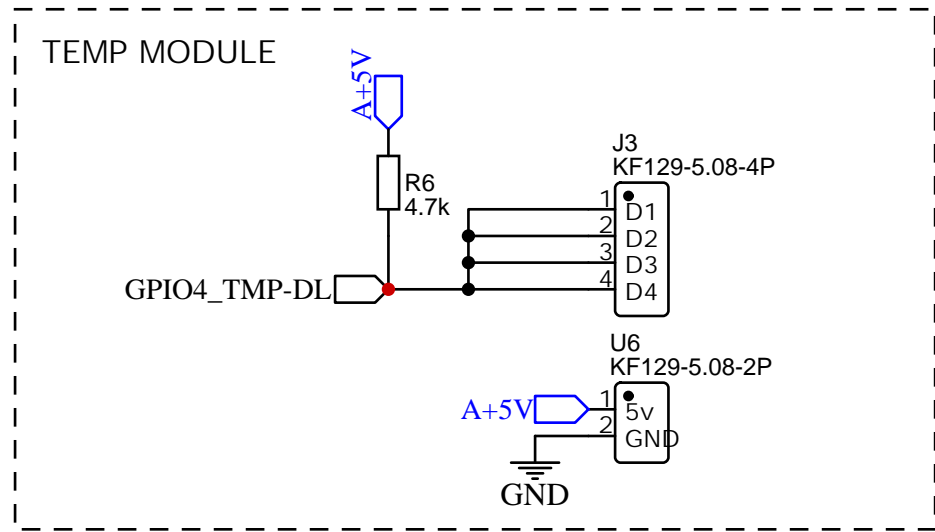 TEMP MODULE
A+5V
R6
4.7k
GPIO4_TMP-DL
J3
KF129-5.08-4P
1 D1
2 D2
3 D3
4 D4
U6
KF129-5.08-2P
A+5V
1 5v
2 GND
GND